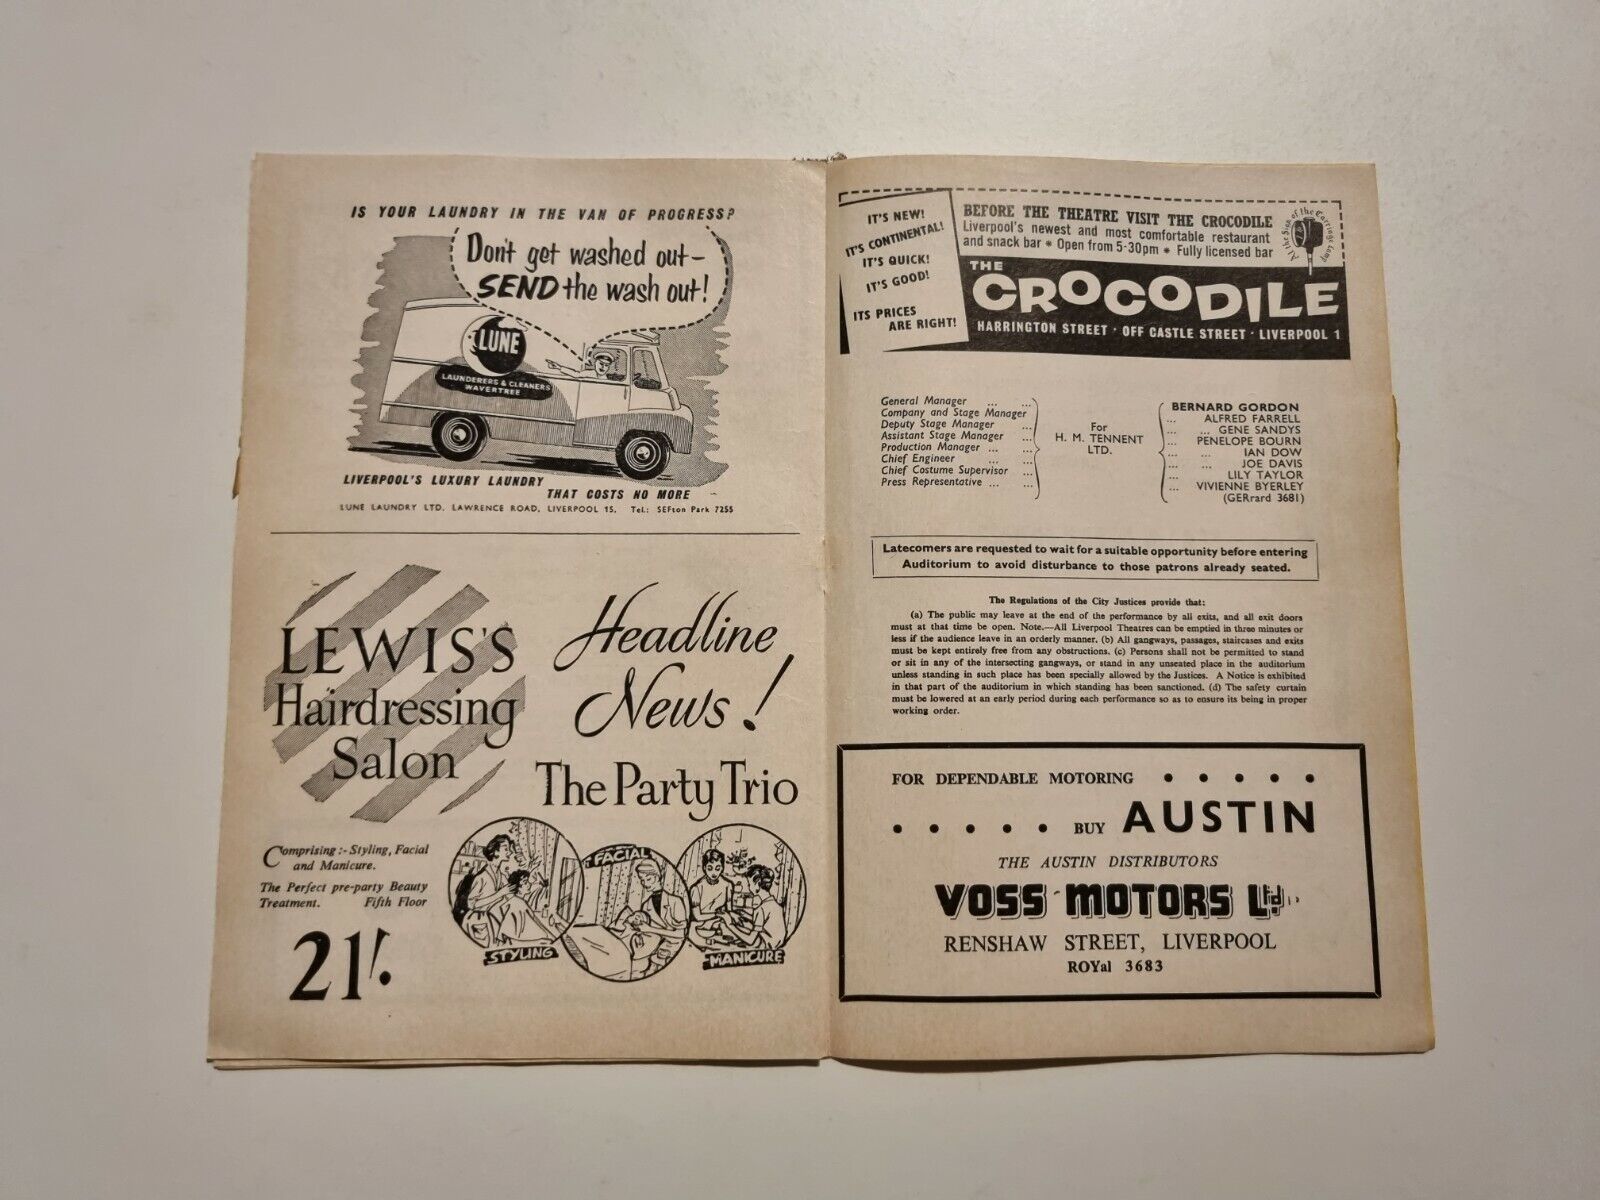 IS YOUR LAUNDRY IN THE VAN OF PROGRESS?
Don't get washed out-
SEND the wash out!
LUNE
LAUNDERERS & CLEANERS
WAVERTREE
LIVERPOOL'S LUXURY LAUNDRY
THAT COSTS NO MORE
LUNE LAUNDRY LTD. LAWRENCE ROAD, LIVERPOOL 15. Tel.: SEFton Park 7255
LEWIS'S
Hairdressing
Salon
Headline
News!
The Party Trio
Comprising:- Styling, Facial
and Manicure.
The Perfect pre-party Beauty
Treatment. Fifth Floor
21/-
STYLING
FACIAL
MANICURE
IT'S NEW!
IT'S CONTINENTAL!
IT'S QUICK!
IT'S GOOD!
ITS PRICES
ARE RIGHT!
BEFORE THE THEATRE VISIT THE CROCODILE
Liverpool's newest and most comfortable restaurant
and snack bar * Open from 5-30pm * Fully licensed bar
At the Sign of the Carriage Lamp
THE
CROCODILE
HARRINGTON STREET · OFF CASTLE STREET · LIVERPOOL 1
General Manager ... ...
Company and Stage Manager
Deputy Stage Manager ...
Assistant Stage Manager ...
Production Manager ... ...
Chief Engineer ... ...
Chief Costume Supervisor ...
Press Representative ... ...
For
H. M. TENNENT
LTD.
BERNARD GORDON
... ALFRED FARRELL
... ... GENE SANDYS
... PENELOPE BOURN
... ... IAN DOW
... ... JOE DAVIS
... LILY TAYLOR
... VIVIENNE BYERLEY
(GERrard 3681)
Latecomers are requested to wait for a suitable opportunity before entering
Auditorium to avoid disturbance to those patrons already seated.
The Regulations of the City Justices provide that:
(a) The public may leave at the end of the performance by all exits, and all exit doors
must at that time be open. Note.—All Liverpool Theatres can be emptied in three minutes or
less if the audience leave in an orderly manner. (b) All gangways, passages, staircases and exits
must be kept entirely free from any obstructions. (c) Persons shall not be permitted to stand
or sit in any of the intersecting gangways, or stand in any unseated place in the auditorium
unless standing in such place has been specially allowed by the Justices. A Notice is exhibited
in that part of the auditorium in which standing has been sanctioned. (d) The safety curtain
must be lowered at an early period during each performance so as to ensure its being in proper
working order.
FOR DEPENDABLE MOTORING • • • • •
• • • • • BUY AUSTIN
THE AUSTIN DISTRIBUTORS
VOSS MOTORS Ltd.
RENSHAW STREET, LIVERPOOL
ROYal 3683